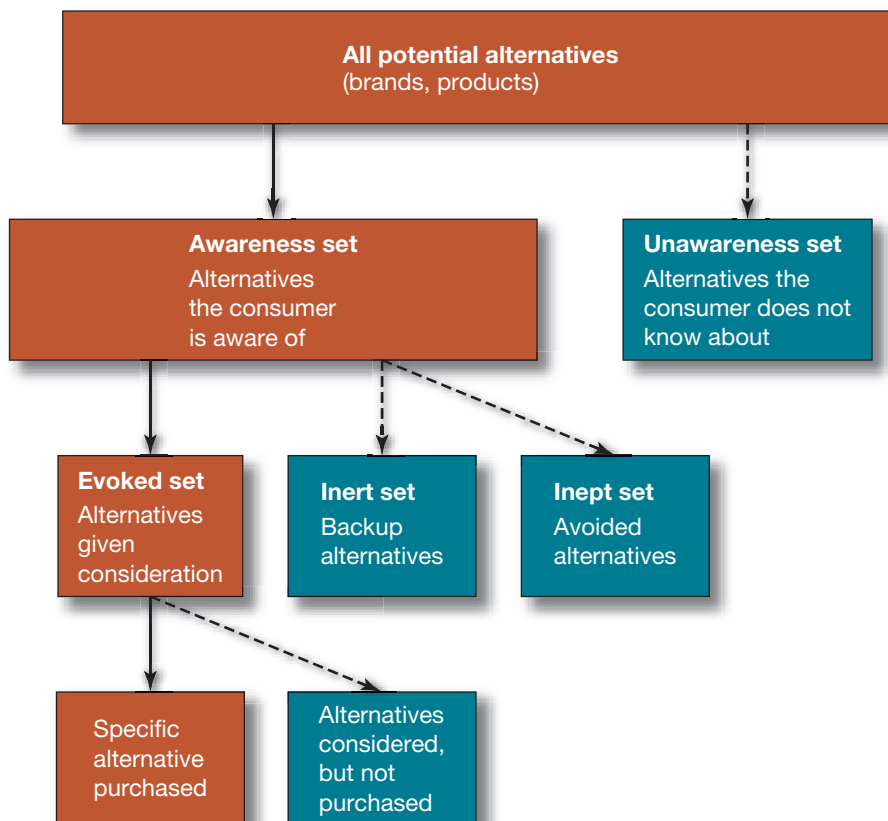 All potential alternatives
(brands, products)
Awareness set
Alternatives
the consumer
is aware of
Unawareness set
Alternatives the
consumer does not
know about
Evoked set
Alternatives
given
consideration
Inert set
Backup
alternatives
Inept set
Avoided
alternatives
Specific
alternative
purchased
Alternatives
considered,
but not
purchased